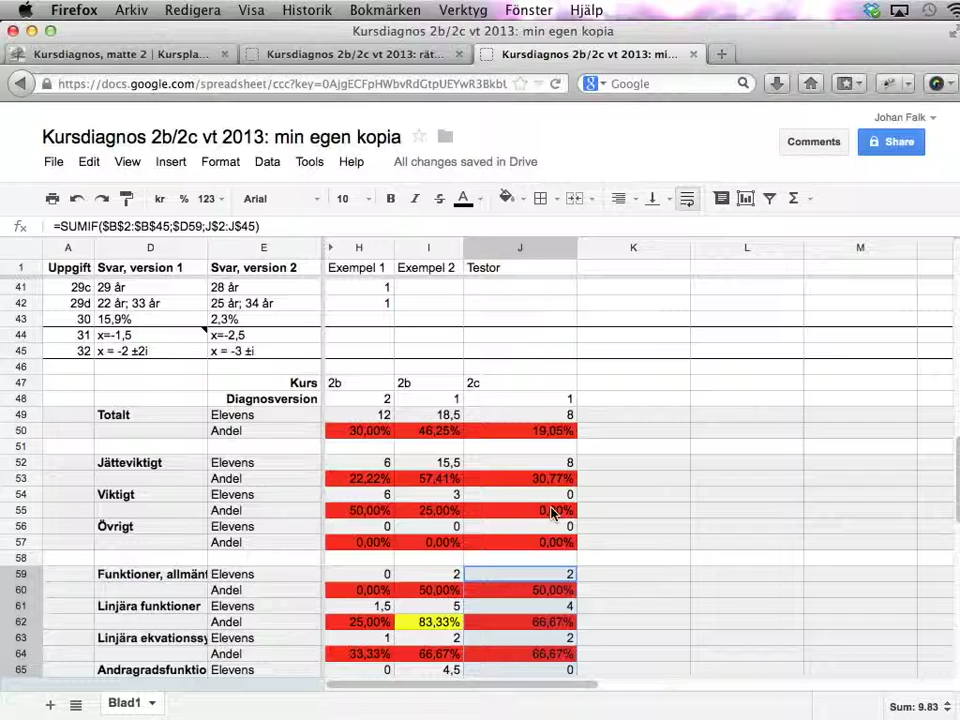 Firefox Arkiv Redigera Visa Historik Bokmärken Verktyg Fönster Hjälp
Kursdiagnos 2b/2c vt 2013: min egen kopia
Kursdiagnos, matte 2 | Kurspla... Kursdiagnos 2b/2c vt 2013: rät... Kursdiagnos 2b/2c vt 2013: mi...
https://docs.google.com/spreadsheet/ccc?key=0AjgECFpHWbvRdGtpUEYwR3Bkbl Google
Johan Falk
Kursdiagnos 2b/2c vt 2013: min egen kopia Comments Share
File Edit View Insert Format Data Tools Help All changes saved in Drive
kr % 123 Arial 10 B I S A Σ
fx =SUMIF($B$2:$B$45;$D59;J$2:J$45)
A D E H I J K L M
1 Uppgift Svar, version 1 Svar, version 2 Exempel 1 Exempel 2 Testor
41 29c 29 år 28 år 1
42 29d 22 år; 33 år 25 år; 34 år 1
43 30 15,9% 2,3%
44 31 x=-1,5 x=-2,5
45 32 x = -2 ±2i x = -3 ±i
46
47 Kurs 2b 2b 2c
48 Diagnosversion 2 1 1
49 Totalt Elevens 12 18,5 8
50 Andel 30,00% 46,25% 19,05%
51
52 Jätteviktigt Elevens 6 15,5 8
53 Andel 22,22% 57,41% 30,77%
54 Viktigt Elevens 6 3 0
55 Andel 50,00% 25,00%
56 Övrigt Elevens 0 0 0
57 Andel 0,00% 0,00% 0,00%
58
59 Funktioner, allmänt Elevens 0 2 2
60 Andel 0,00% 50,00% 50,00%
61 Linjära funktioner Elevens 1,5 5 4
62 Andel 25,00% 83,33% 66,67%
63 Linjära ekvationssy Elevens 1 2 2
64 Andel 33,33% 66,67% 66,67%
65 Andragradsfunktio Elevens 0 4,5 0
Blad1 Sum: 9.83